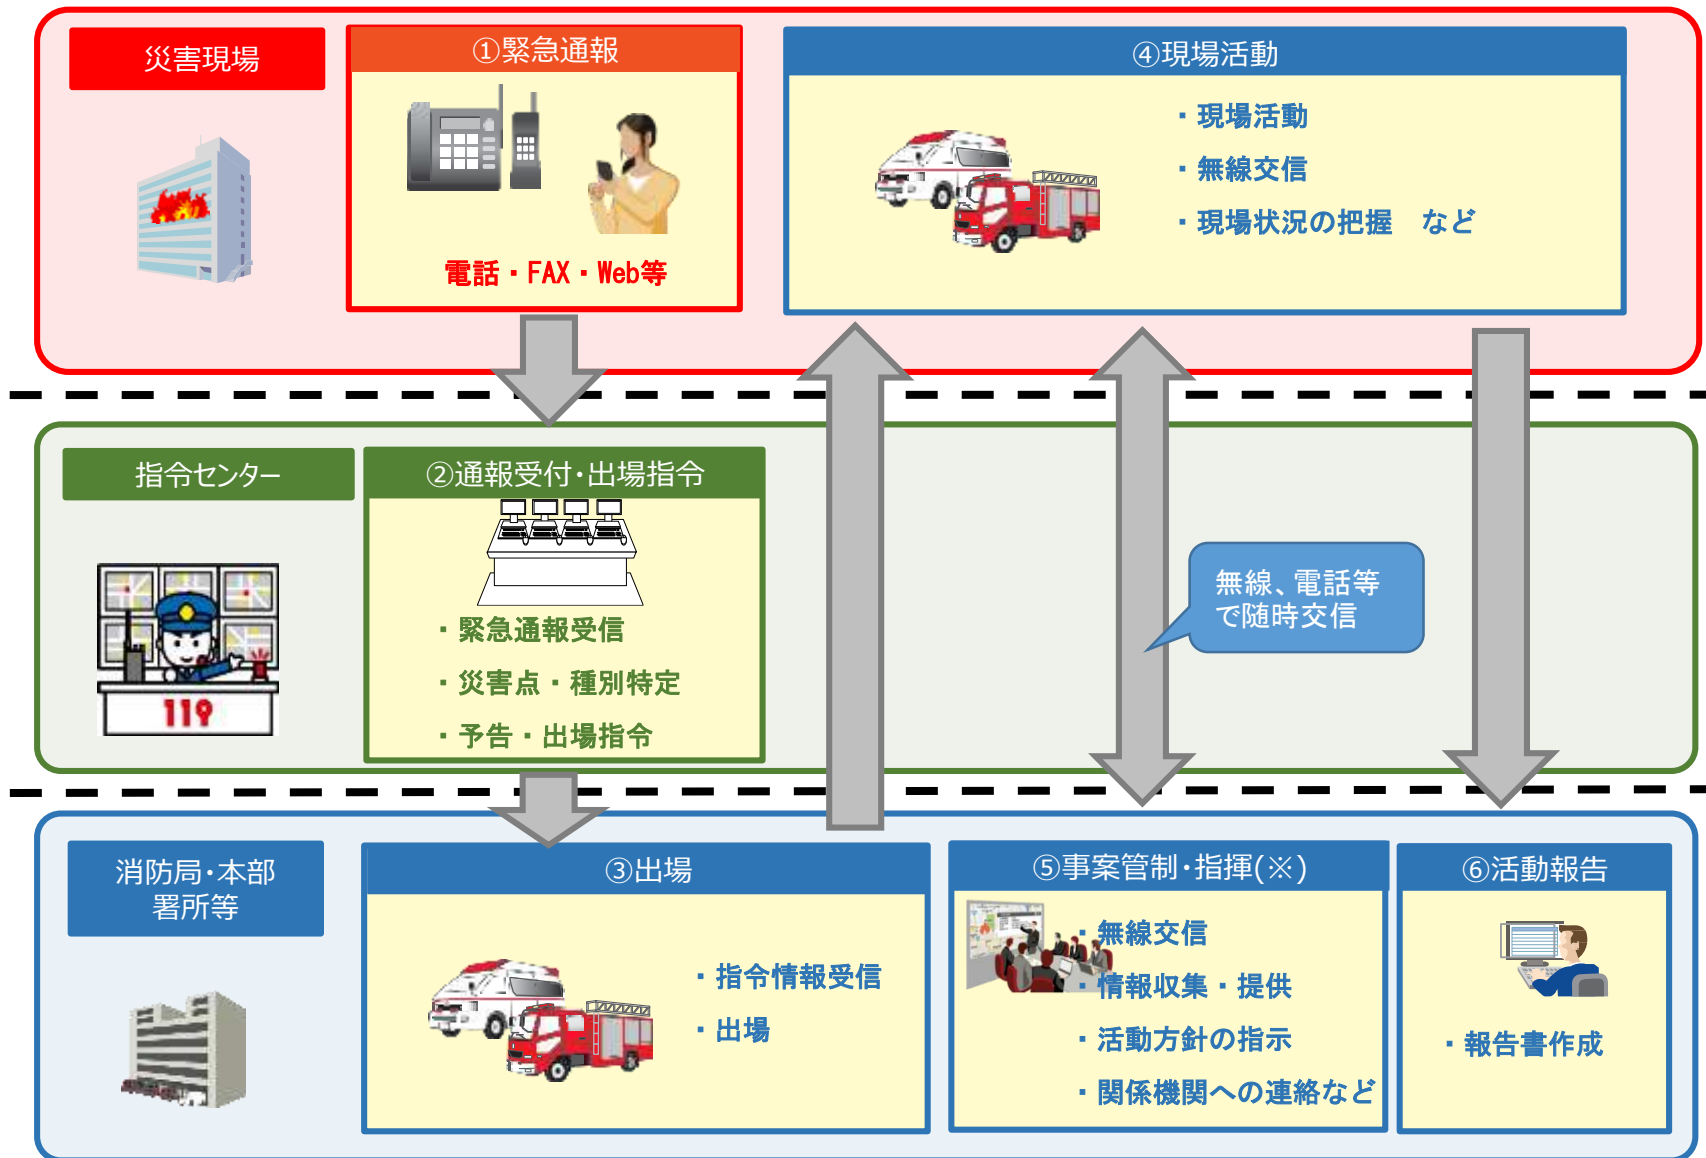 災害現場
①緊急通報
電話・FAX・Web等
④現場活動
・現場活動
・無線交信
・現場状況の把握　など
指令センター
119
②通報受付・出場指令
・緊急通報受信
・災害点・種別特定
・予告・出場指令
無線、電話等
で随時交信
消防局・本部
署所等
③出場
・指令情報受信
・出場
⑤事案管制・指揮(※)
・無線交信
・情報収集・提供
・活動方針の指示
・関係機関への連絡など
⑥活動報告
・報告書作成